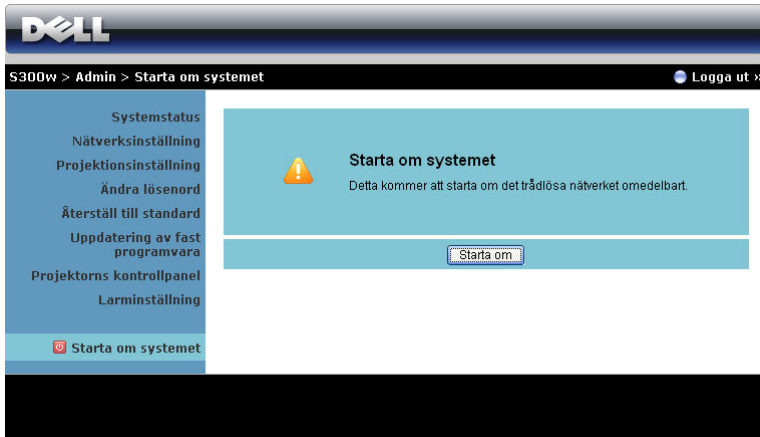 DELL
S300w > Admin > Starta om systemet
Logga ut »
Systemstatus
Nätverksinställning
Projektionsinställning
Ändra lösenord
Återställ till standard
Uppdatering av fast
programvara
Projektorns kontrollpanel
Larminställning
Starta om systemet
Starta om systemet
Detta kommer att starta om det trådlösa nätverket omedelbart.
Starta om